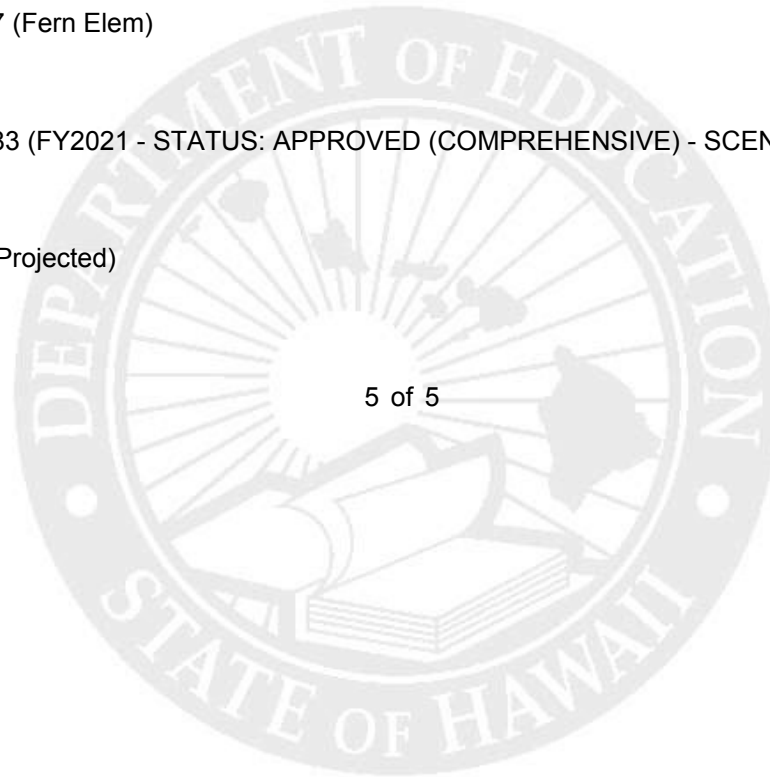 7 (Fern Elem)
33 (FY2021 - STATUS: APPROVED (COMPREHENSIVE) - SCEN
Projected)
5 of 5
DEPARTMENT OF EDUCATION
STATE OF HAWAII